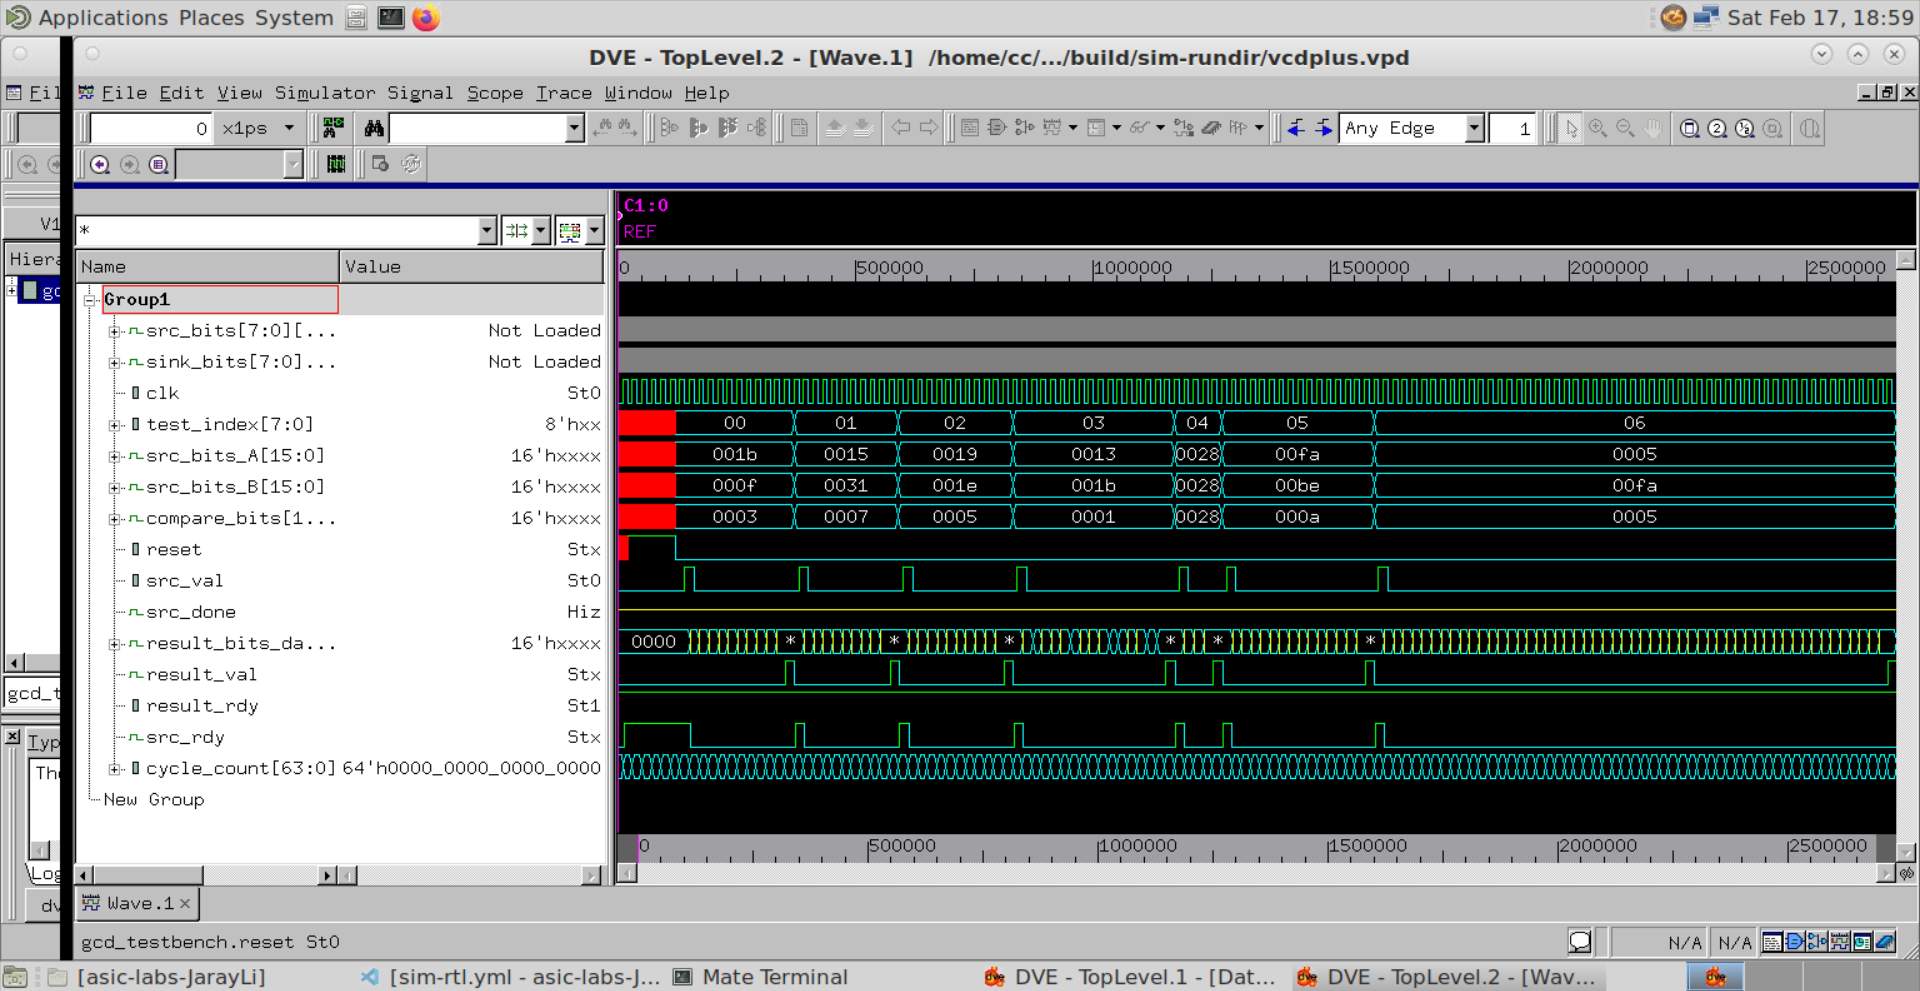 Applications Places System
Sat Feb 17, 18:59
DVE - TopLevel.2 - [Wave.1] /home/cc/.../build/sim-rundir/vcdplus.vpd
Fil
File Edit View Simulator Signal Scope Trace Window Help
0 x1ps
Any Edge 1
V1
C1:0
REF
*
Hiera
Name Value
0 500000 1000000 1500000 2000000 2500000
gc
Group1
src_bits[7:0][... Not Loaded
sink_bits[7:0]... Not Loaded
clk St0
test_index[7:0] 8'hxx 00 01 02 03 04 05 06
src_bits_A[15:0] 16'hxxxx 001b 0015 0019 0013 0028 00fa 0005
src_bits_B[15:0] 16'hxxxx 000f 0031 001e 001b 0028 00be 00fa
compare_bits[1... 16'hxxxx 0003 0007 0005 0001 0028 000a 0005
reset Stx
src_val St0
src_done Hiz
result_bits_da... 16'hxxxx 0000 * * * * * *
result_val Stx
gcd_t
result_rdy St1
src_rdy Stx
Typ
cycle_count[63:0] 64'h0000_0000_0000_0000
The
New Group
0 500000 1000000 1500000 2000000 2500000
Log
dv
Wave.1
gcd_testbench.reset St0
N/A N/A
[asic-labs-JarayLi] [sim-rtl.yml - asic-labs-J... Mate Terminal DVE - TopLevel.1 - [Dat... DVE - TopLevel.2 - [Wav...